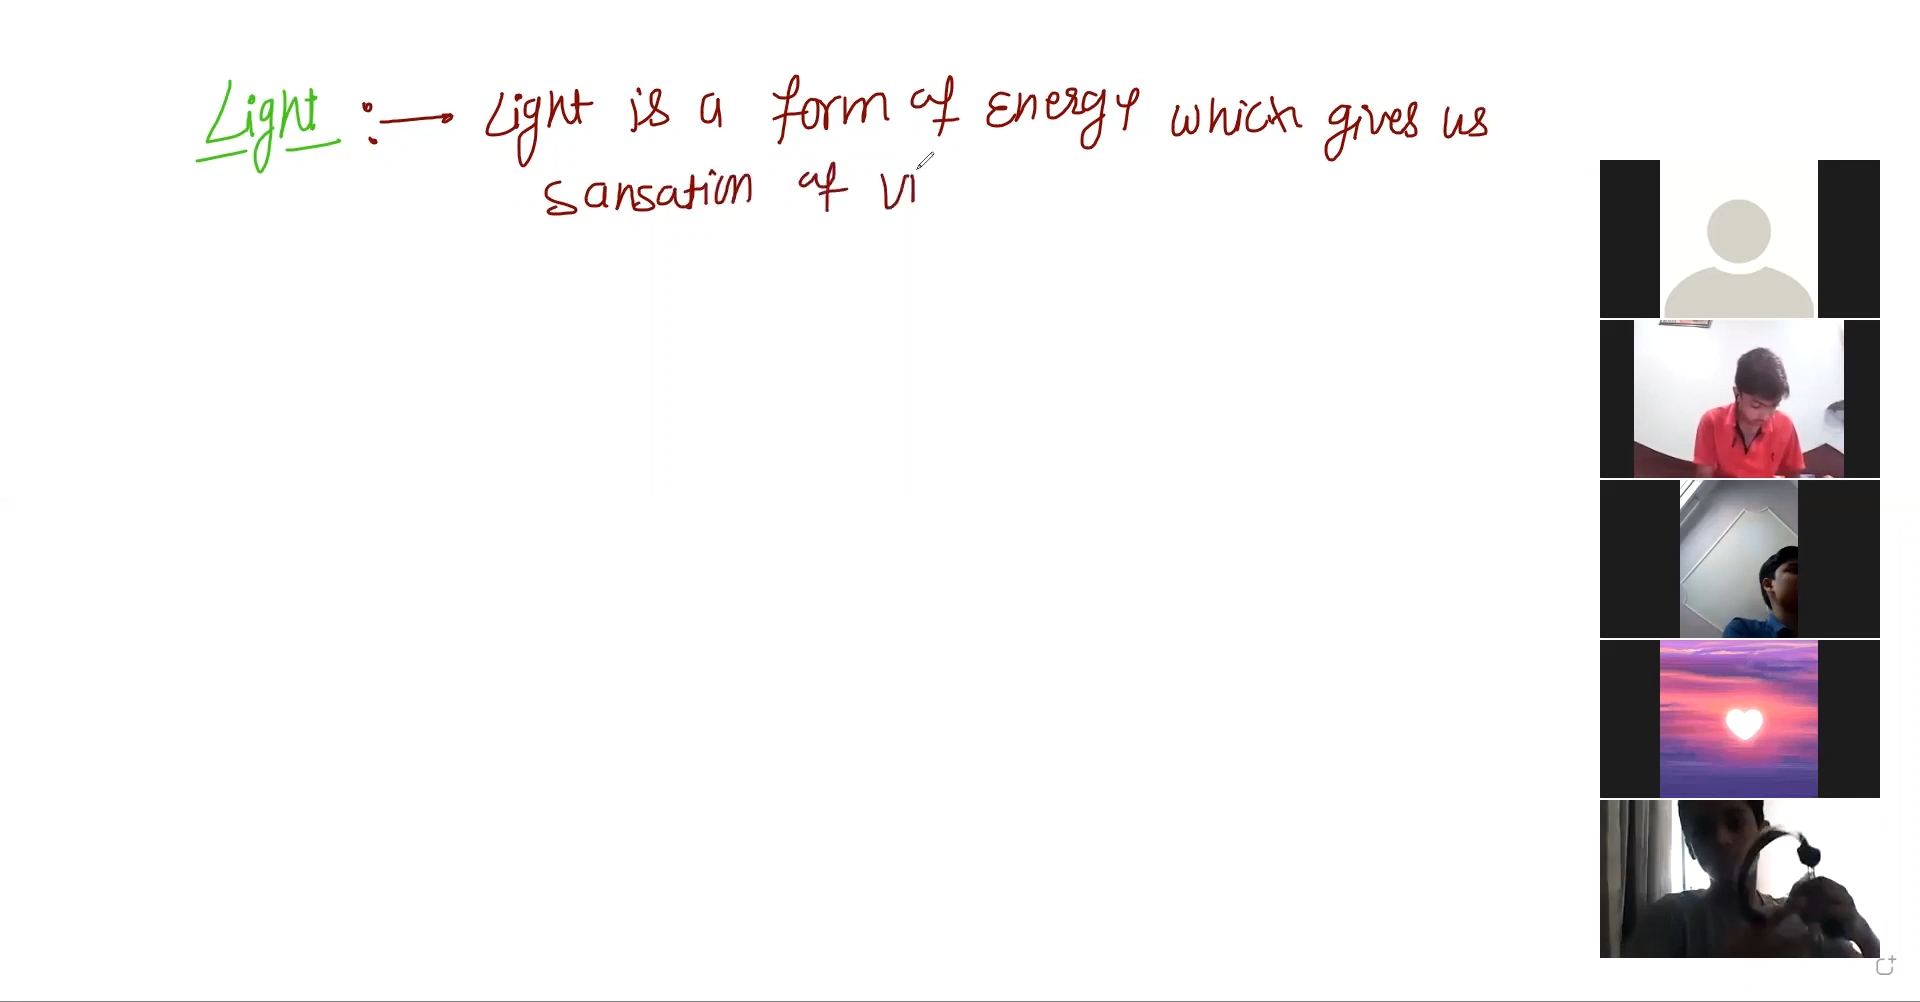 Light :→ Light is a form of Energy which gives us
sansation of vi